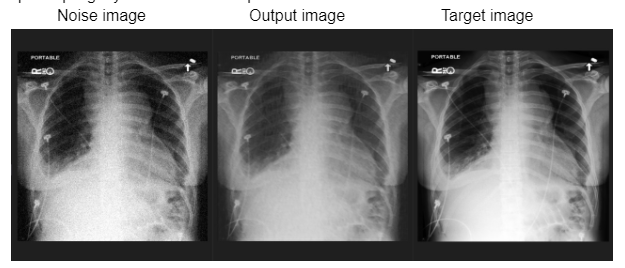 Noise image
Output image
Target image
PORTABLE
PORTABLE
PORTABLE